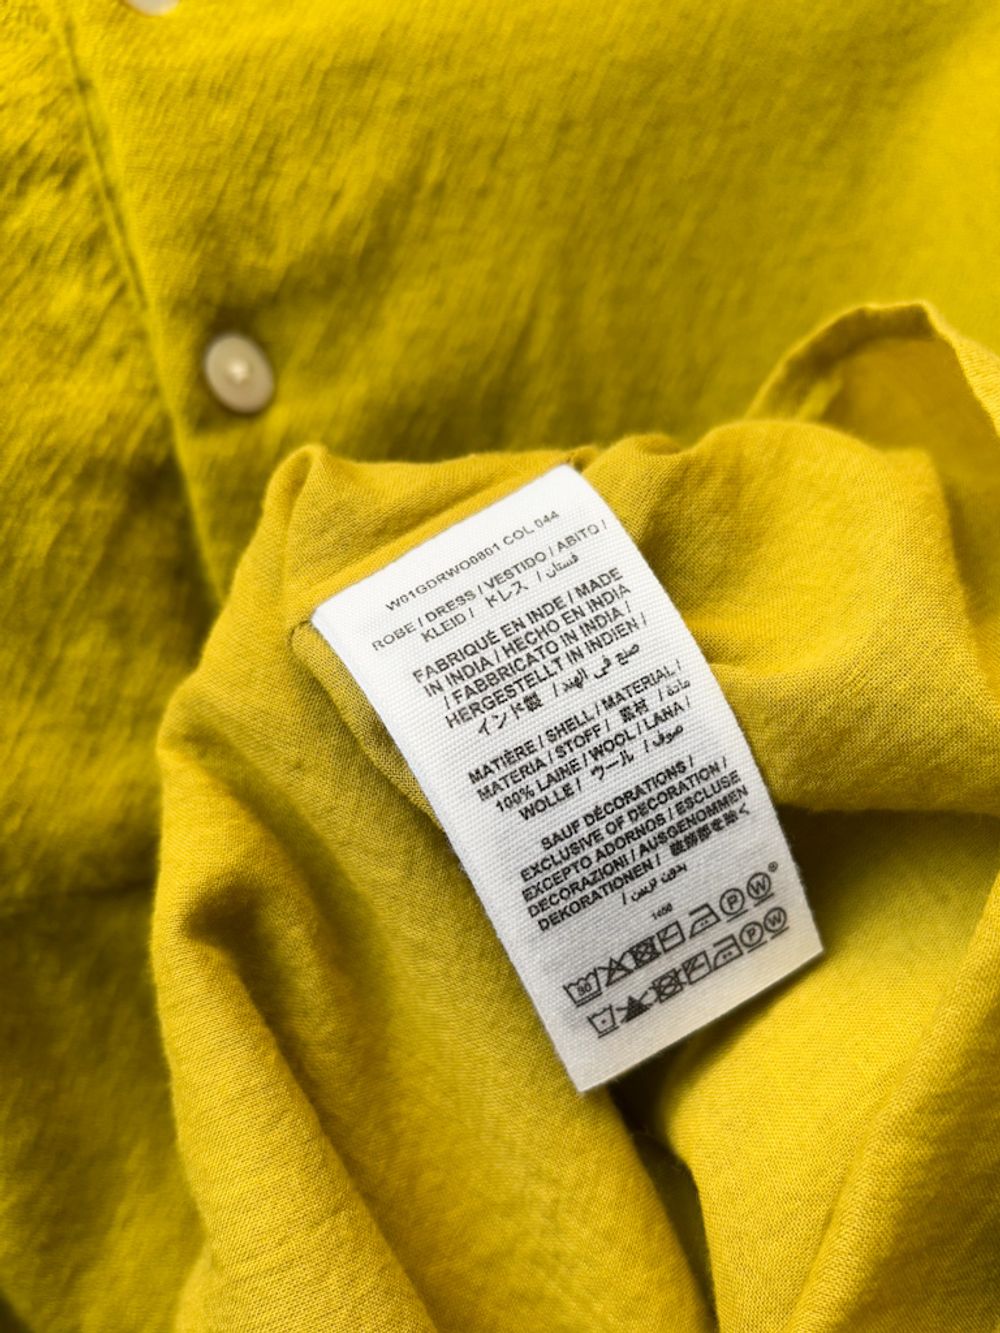 W01GDRWO0801 COL 044
ROBE / DRESS / VESTIDO / ABITO /
KLEID / ドレス / فستان
FABRIQUÉ EN INDE / MADE
IN INDIA / HECHO EN INDIA
/ FABBRICATO IN INDIA /
HERGESTELLT IN INDIEN /
インド製 / صنع في الهند
MATIÈRE / SHELL / MATERIAL /
MATERIA / STOFF / 素材 / مادة
100% LAINE / WOOL / LANA /
WOLLE / ウール / صوف
SAUF DÉCORATIONS /
EXCLUSIVE OF DECORATION /
EXCEPTO ADORNOS / ESCLUSE
DECORAZIONI / AUSGENOMMEN
DEKORATIONEN / 装飾部を除く
/ بدون تزيين
1450
30 P W
P W